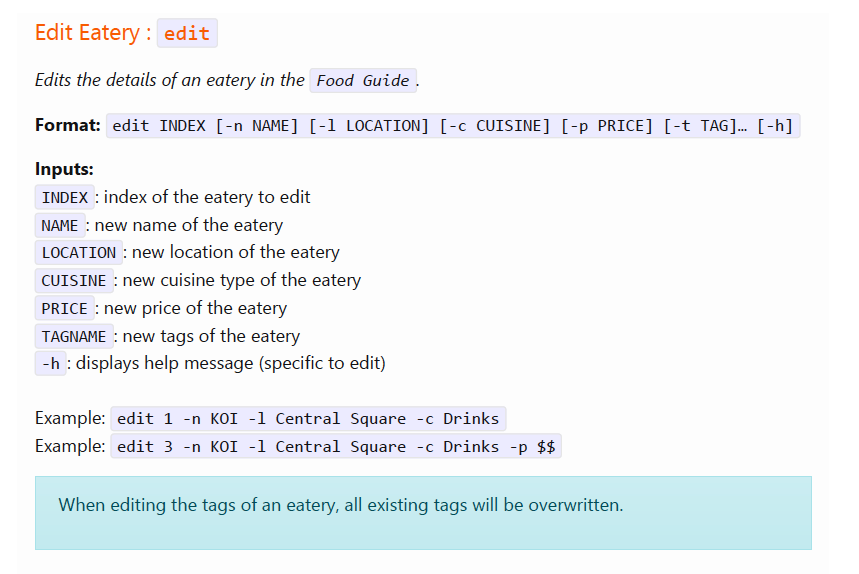 Edit Eatery : edit
Edits the details of an eatery in the Food Guide.
Format: edit INDEX [-n NAME] [-l LOCATION] [-c CUISINE] [-p PRICE] [-t TAG]… [-h]
Inputs:
INDEX : index of the eatery to edit
NAME : new name of the eatery
LOCATION : new location of the eatery
CUISINE : new cuisine type of the eatery
PRICE : new price of the eatery
TAGNAME : new tags of the eatery
-h : displays help message (specific to edit)
Example: edit 1 -n KOI -l Central Square -c Drinks
Example: edit 3 -n KOI -l Central Square -c Drinks -p $$
When editing the tags of an eatery, all existing tags will be overwritten.